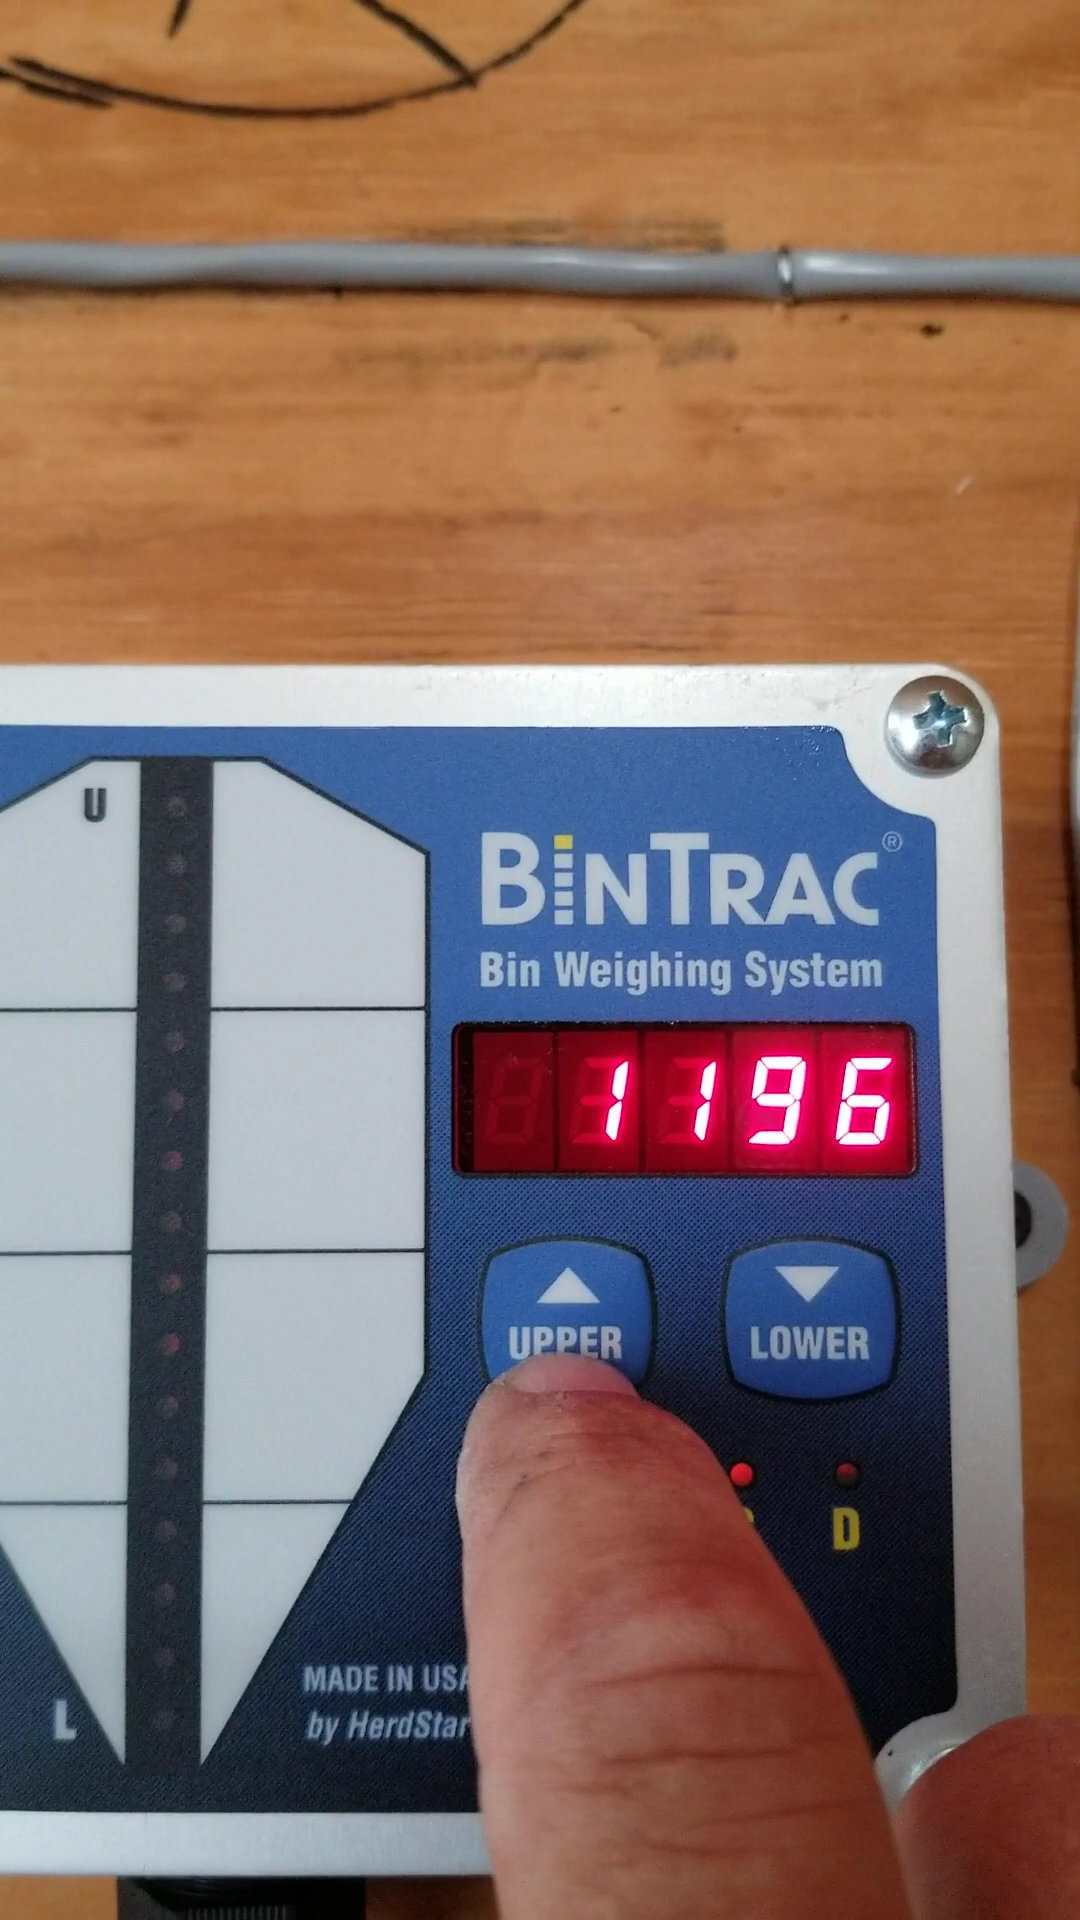 U
BINTRAC®
Bin Weighing System
1196
UPPER
LOWER
D
MADE IN USA
by HerdStar
L